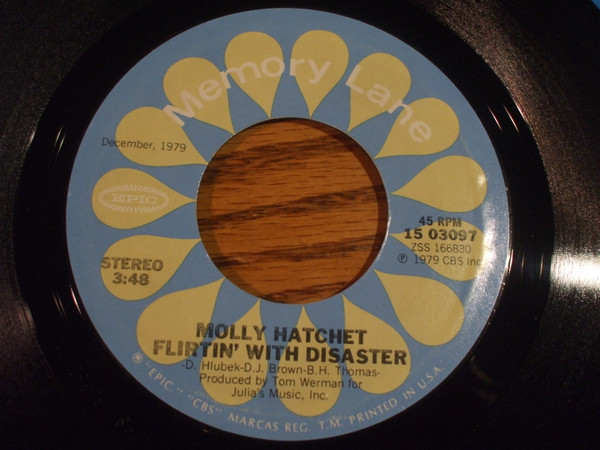 Memory Lane
December, 1979
EPIC
STEREO
3:48
45 RPM
15 03097
ZSS 166830
℗ 1979 CBS Inc.
MOLLY HATCHET
FLIRTIN' WITH DISASTER
-D. Hlubek-D.J. Brown-B.H. Thomas-
Produced by Tom Werman for
Julia's Music, Inc.
® "EPIC," "CBS" MARCAS REG. T.M. PRINTED IN U.S.A.